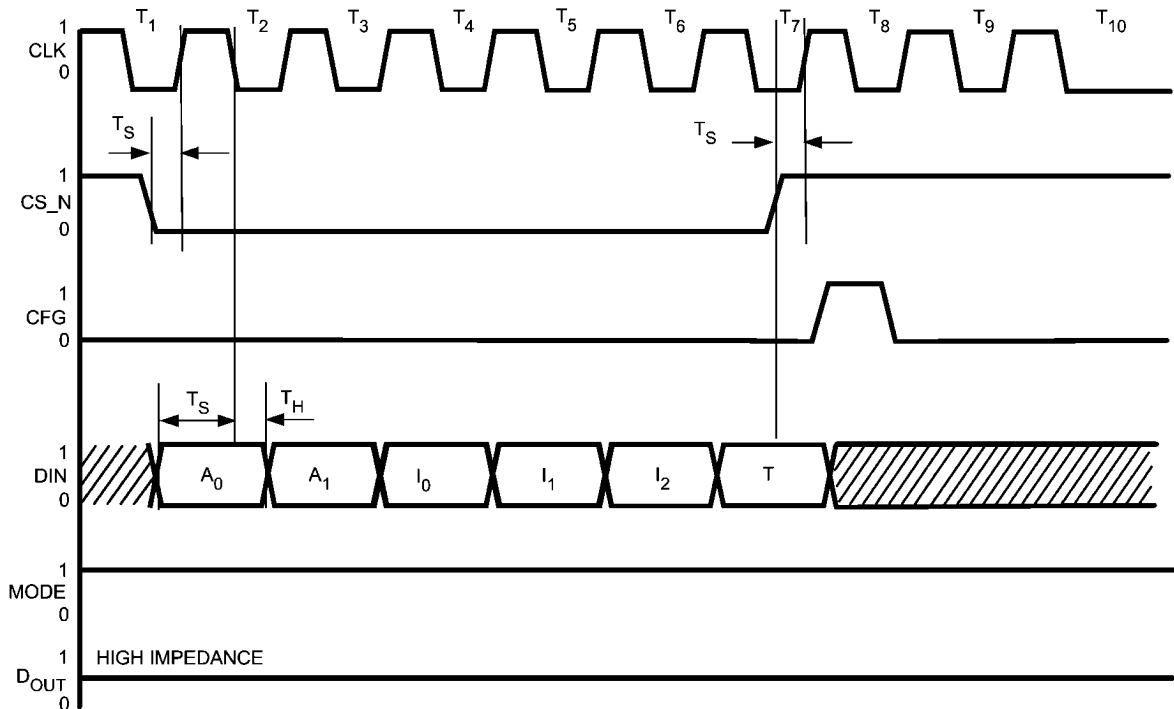 T1 T2 T3 T4 T5 T6 T7 T8 T9 T10
1
CLK
0
TS TS
1
CS_N
0
1
CFG
0
TS TH
1
DIN A0 A1 I0 I1 I2 T
0
1
MODE
0
1 HIGH IMPEDANCE
DOUT
0